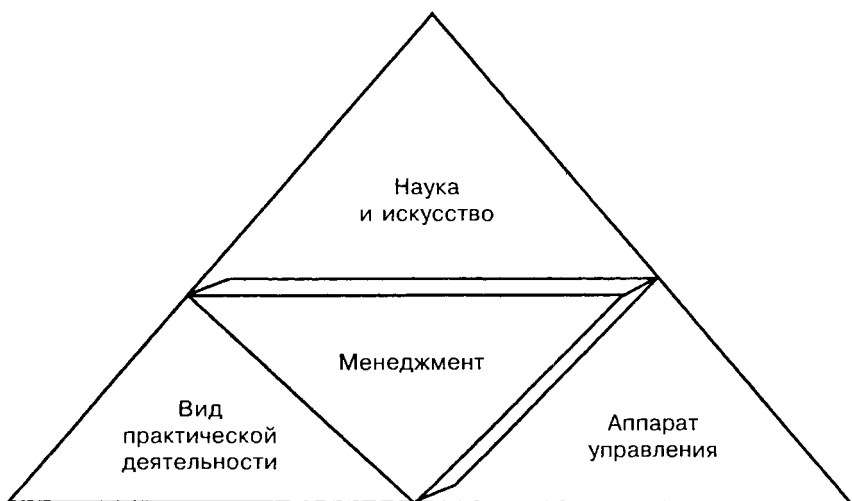 Наука
и искусство
Менеджмент
Вид
практической
деятельности
Аппарат
управления